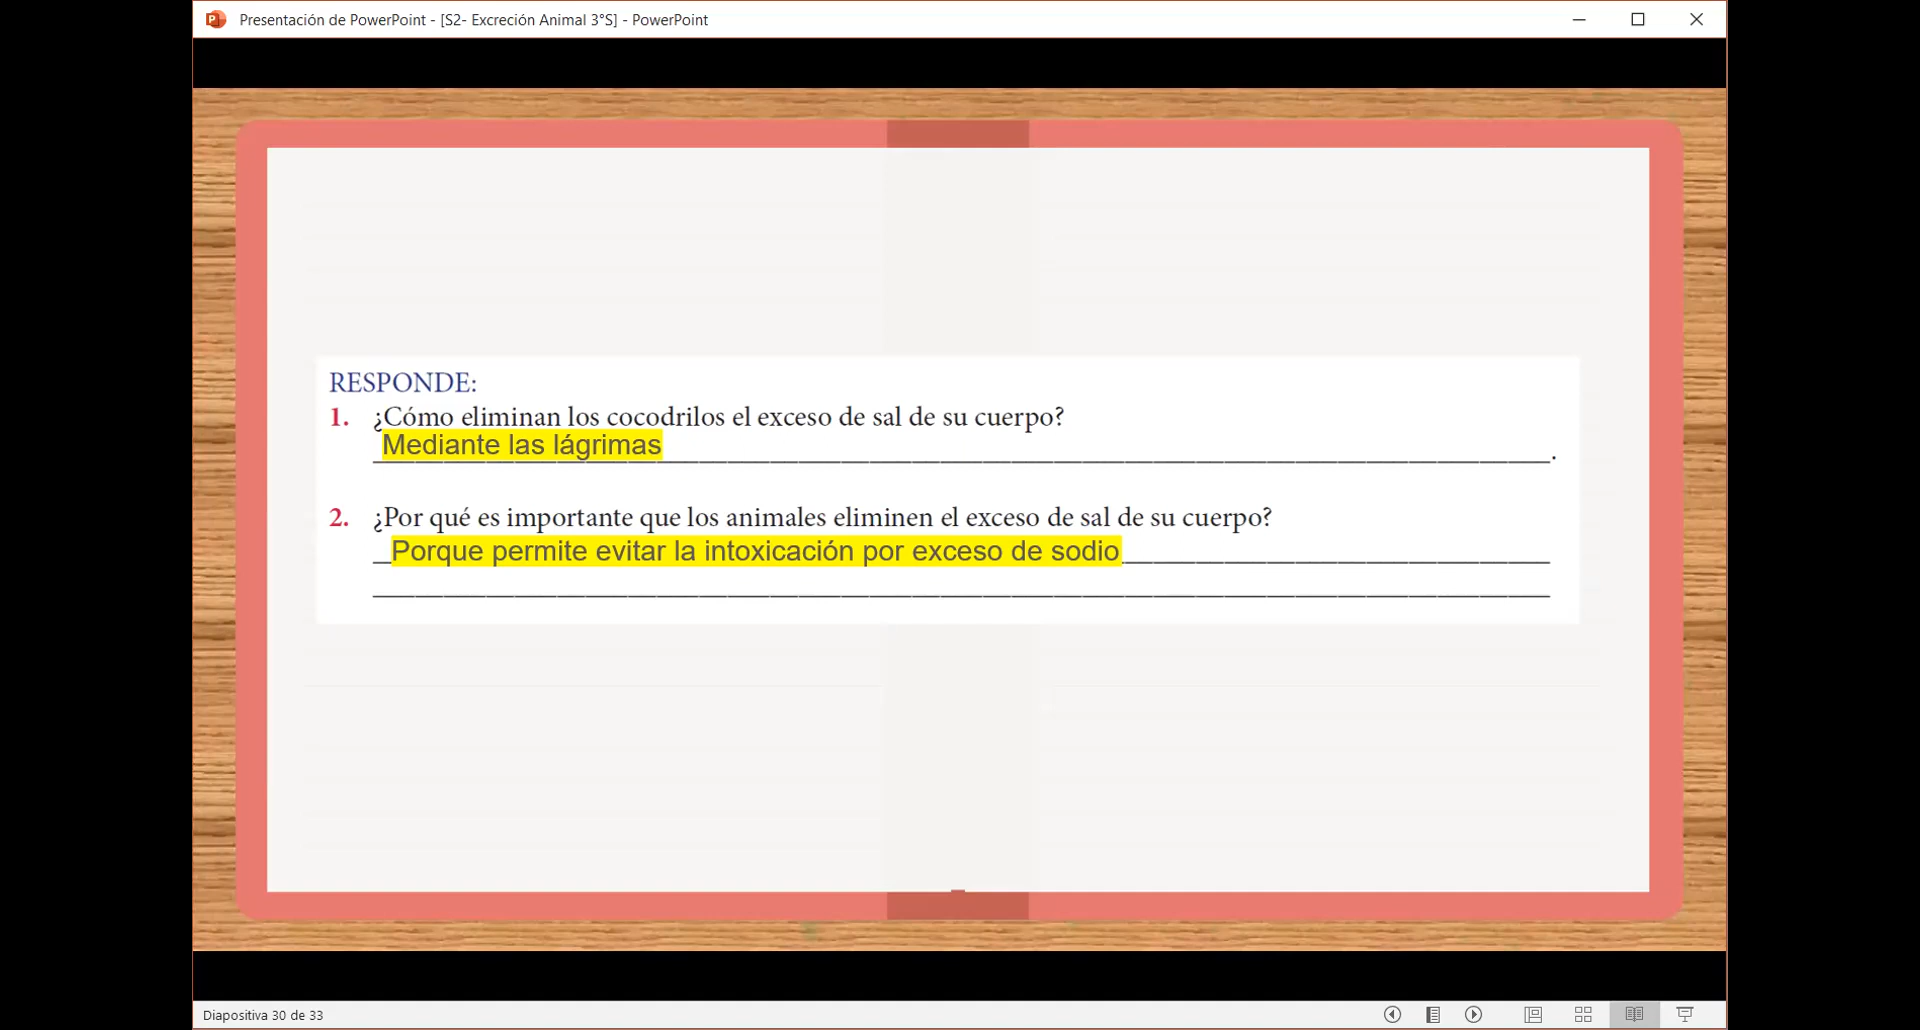 Presentación de PowerPoint - [S2- Excreción Animal 3°S] - PowerPoint
RESPONDE:
1. ¿Cómo eliminan los cocodrilos el exceso de sal de su cuerpo?
Mediante las lágrimas.
2. ¿Por qué es importante que los animales eliminen el exceso de sal de su cuerpo?
Porque permite evitar la intoxicación por exceso de sodio
Diapositiva 30 de 33